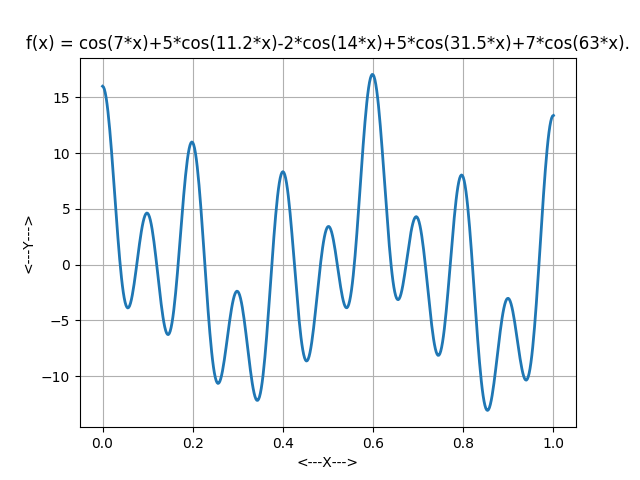 f(x) = cos(7*x)+5*cos(11.2*x)-2*cos(14*x)+5*cos(31.5*x)+7*cos(63*x).
15
10
5
0
−5
−10
<---Y--->
0.0 0.2 0.4 0.6 0.8 1.0
<---X--->